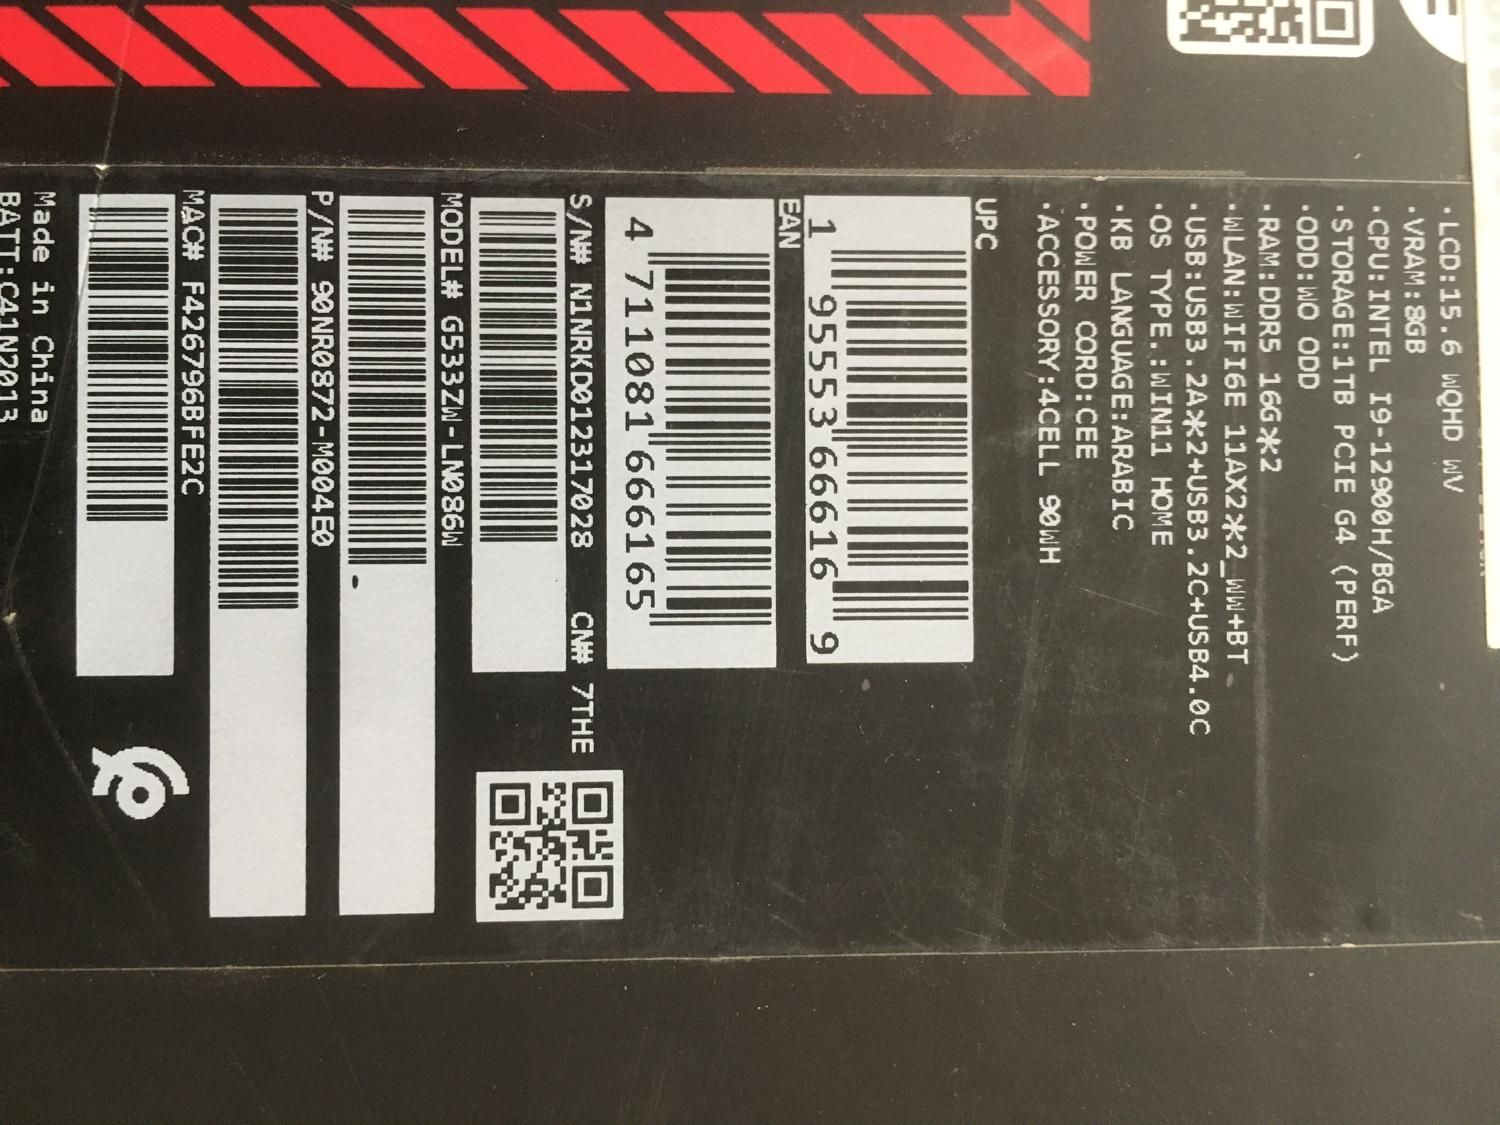 ·LCD:15.6 WQHD WV
·VRAM:8GB
·CPU:INTEL I9-12900H/BGA
·STORAGE:1TB PCIE G4 (PERF)
·ODD:WO ODD
·RAM:DDR5 16G*2
·WLAN:WIFI6E 11AX2*2_WW+BT
·USB:USB3.2A*2+USB3.2C+USB4.0C
·OS TYPE.:WIN11 HOME
·KB LANGUAGE:ARABIC
·POWER CORD:CEE
·ACCESSORY:4CELL 90WH
UPC
1 95553 66616 9
EAN
4 711081 666165
S/N# N1NRKD012317028 CN# 7THE
MODEL# G533ZW-LN086W
P/N# 90NR0872-M004E0
MAC# F426796BFE2C
Made in China
BATT:C41N2013